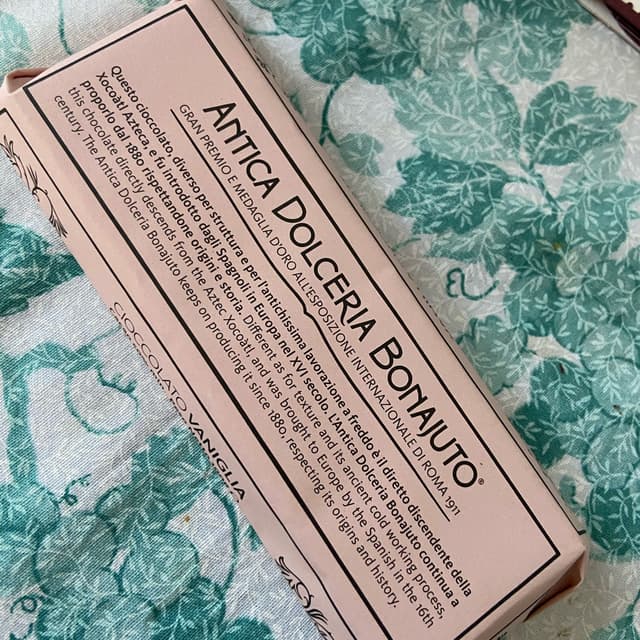 ANTICA DOLCERIA BONAJUTO®
GRAN PREMIO E MEDAGLIA D'ORO ALL'ESPOSIZIONE INTERNAZIONALE DI ROMA 1911
Questo cioccolato, diverso per struttura e per l'antichissima lavorazione a freddo è il diretto discendente della
Xocoatl Azteca, e fu introdotto dagli Spagnoli in Europa nel XVI secolo. L'Antica Dolceria Bonajuto continua a
proporlo dal 1880 rispettandone origini e storia. Different as for texture and its ancient cold working process,
this chocolate directly descends from the Aztec Xocoatl, and was brought to Europe by the Spanish in the 16th
century. The Antica Dolceria Bonajuto keeps on producing it since 1880, respecting its origins and history.
CIOCCOLATO VANIGLIA